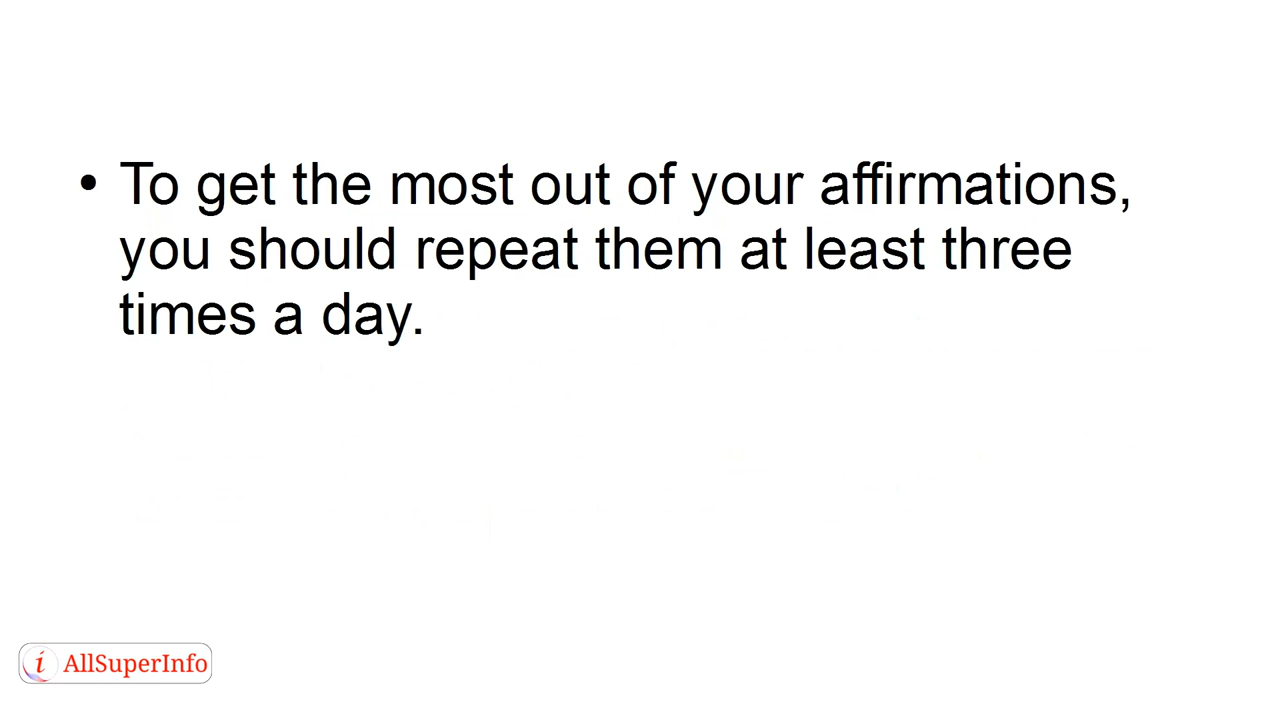 • To get the most out of your affirmations,
you should repeat them at least three
times a day.
i AllSuperInfo